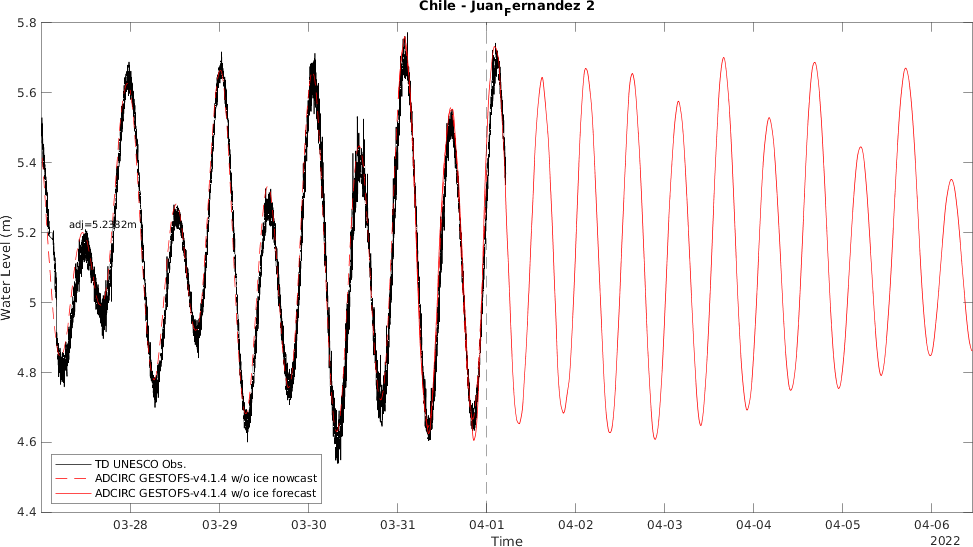 Chile - Juan_Fernandez 2
Water Level (m)
5.8
5.6
5.4
5.2
5
4.8
4.6
4.4
adj=5.2332m
TD UNESCO Obs.
ADCIRC GESTOFS-v4.1.4 w/o ice nowcast
ADCIRC GESTOFS-v4.1.4 w/o ice forecast
03-28 03-29 03-30 03-31 04-01 04-02 04-03 04-04 04-05 04-06
Time
2022